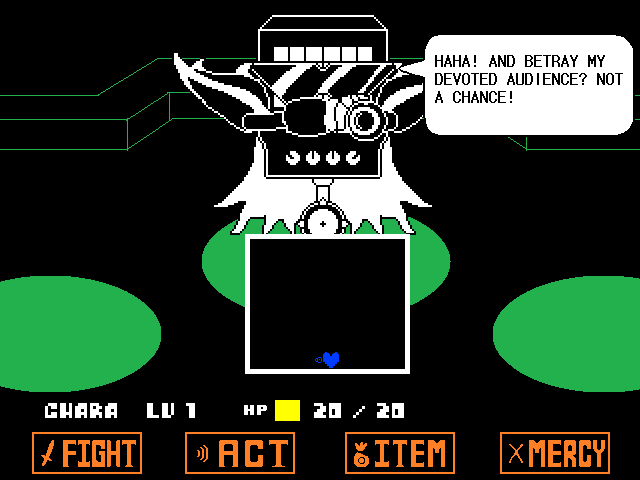 HAHA! AND BETRAY MY
DEVOTED AUDIENCE? NOT
A CHANCE!
CHARA LV 1 HP 20 / 20
FIGHT ACT ITEM MERCY